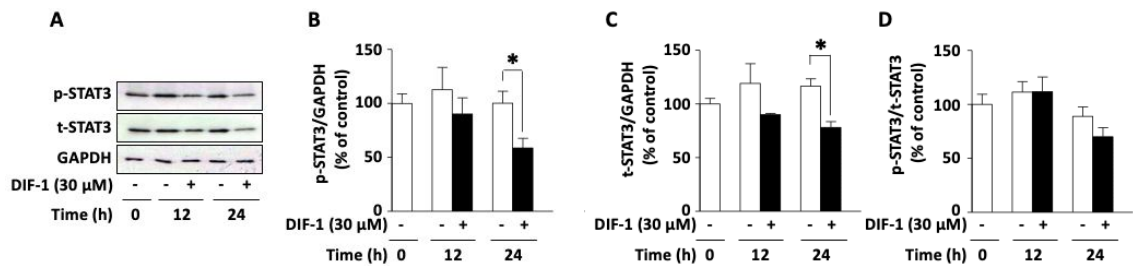 A
p-STAT3
t-STAT3
GAPDH
DIF-1 (30 µM) - - + - +
Time (h) 0 12 24
B
p-STAT3/GAPDH
(% of control)
150
100
50
0
*
DIF-1 (30 µM) - - + - +
Time (h) 0 12 24
C
t-STAT3/GAPDH
(% of control)
150
100
50
0
*
DIF-1 (30 µM) - - + - +
Time (h) 0 12 24
D
p-STAT3/t-STAT3
(% of control)
150
100
50
0
DIF-1 (30 µM) - - + - +
Time (h) 0 12 24